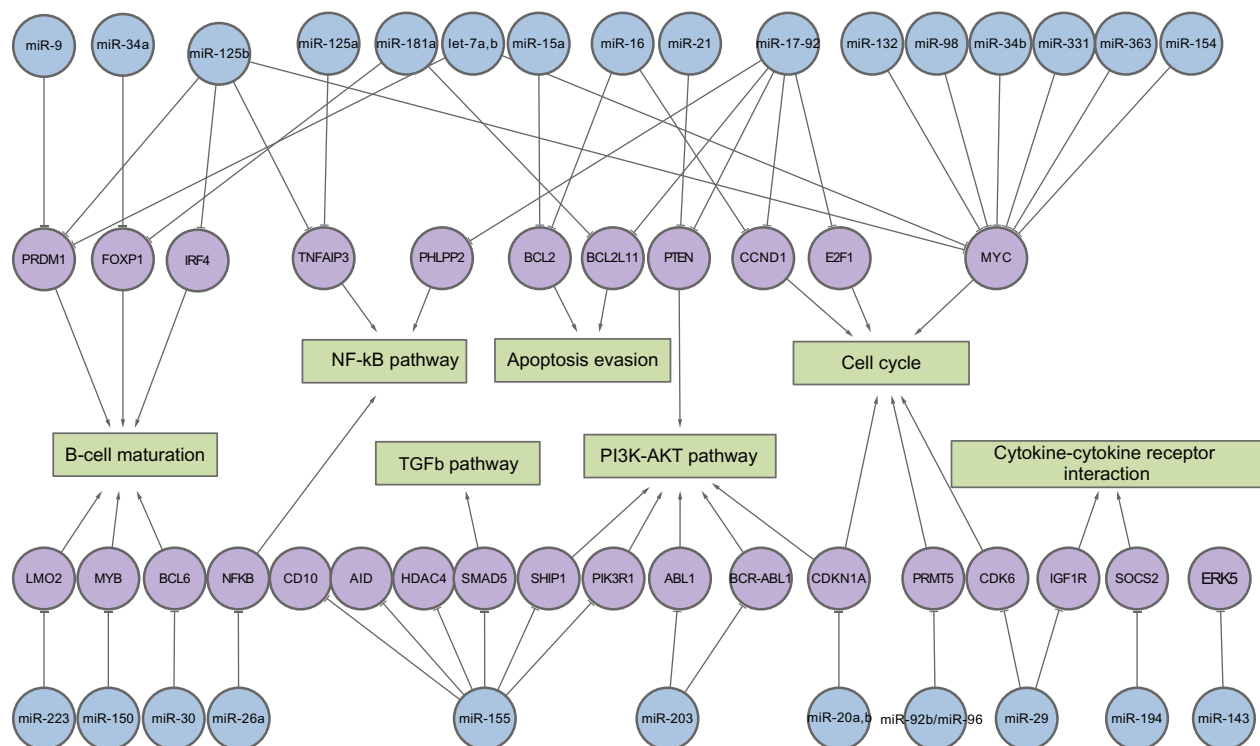 miR-9
miR-34a
miR-125b
miR-125a
miR-181a
let-7a,b
miR-15a
miR-16
miR-21
miR-17-92
miR-132
miR-98
miR-34b
miR-331
miR-363
miR-154
PRDM1
FOXP1
IRF4
TNFAIP3
PHLPP2
BCL2
BCL2L11
PTEN
CCND1
E2F1
MYC
NF-kB pathway
Apoptosis evasion
Cell cycle
B-cell maturation
TGFb pathway
PI3K-AKT pathway
Cytokine-cytokine receptor
interaction
LMO2
MYB
BCL6
NFKB
CD10
AID
HDAC4
SMAD5
SHIP1
PIK3R1
ABL1
BCR-ABL1
CDKN1A
PRMT5
CDK6
IGF1R
SOCS2
ERK5
miR-223
miR-150
miR-30
miR-26a
miR-155
miR-203
miR-20a,b
miR-92b/miR-96
miR-29
miR-194
miR-143